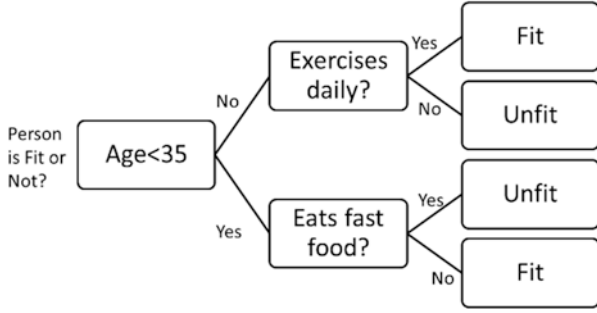 Person
is Fit or
Not?
Age<35
No
Yes
Exercises
daily?
Yes
No
Fit
Unfit
Eats fast
food?
Yes
No
Unfit
Fit